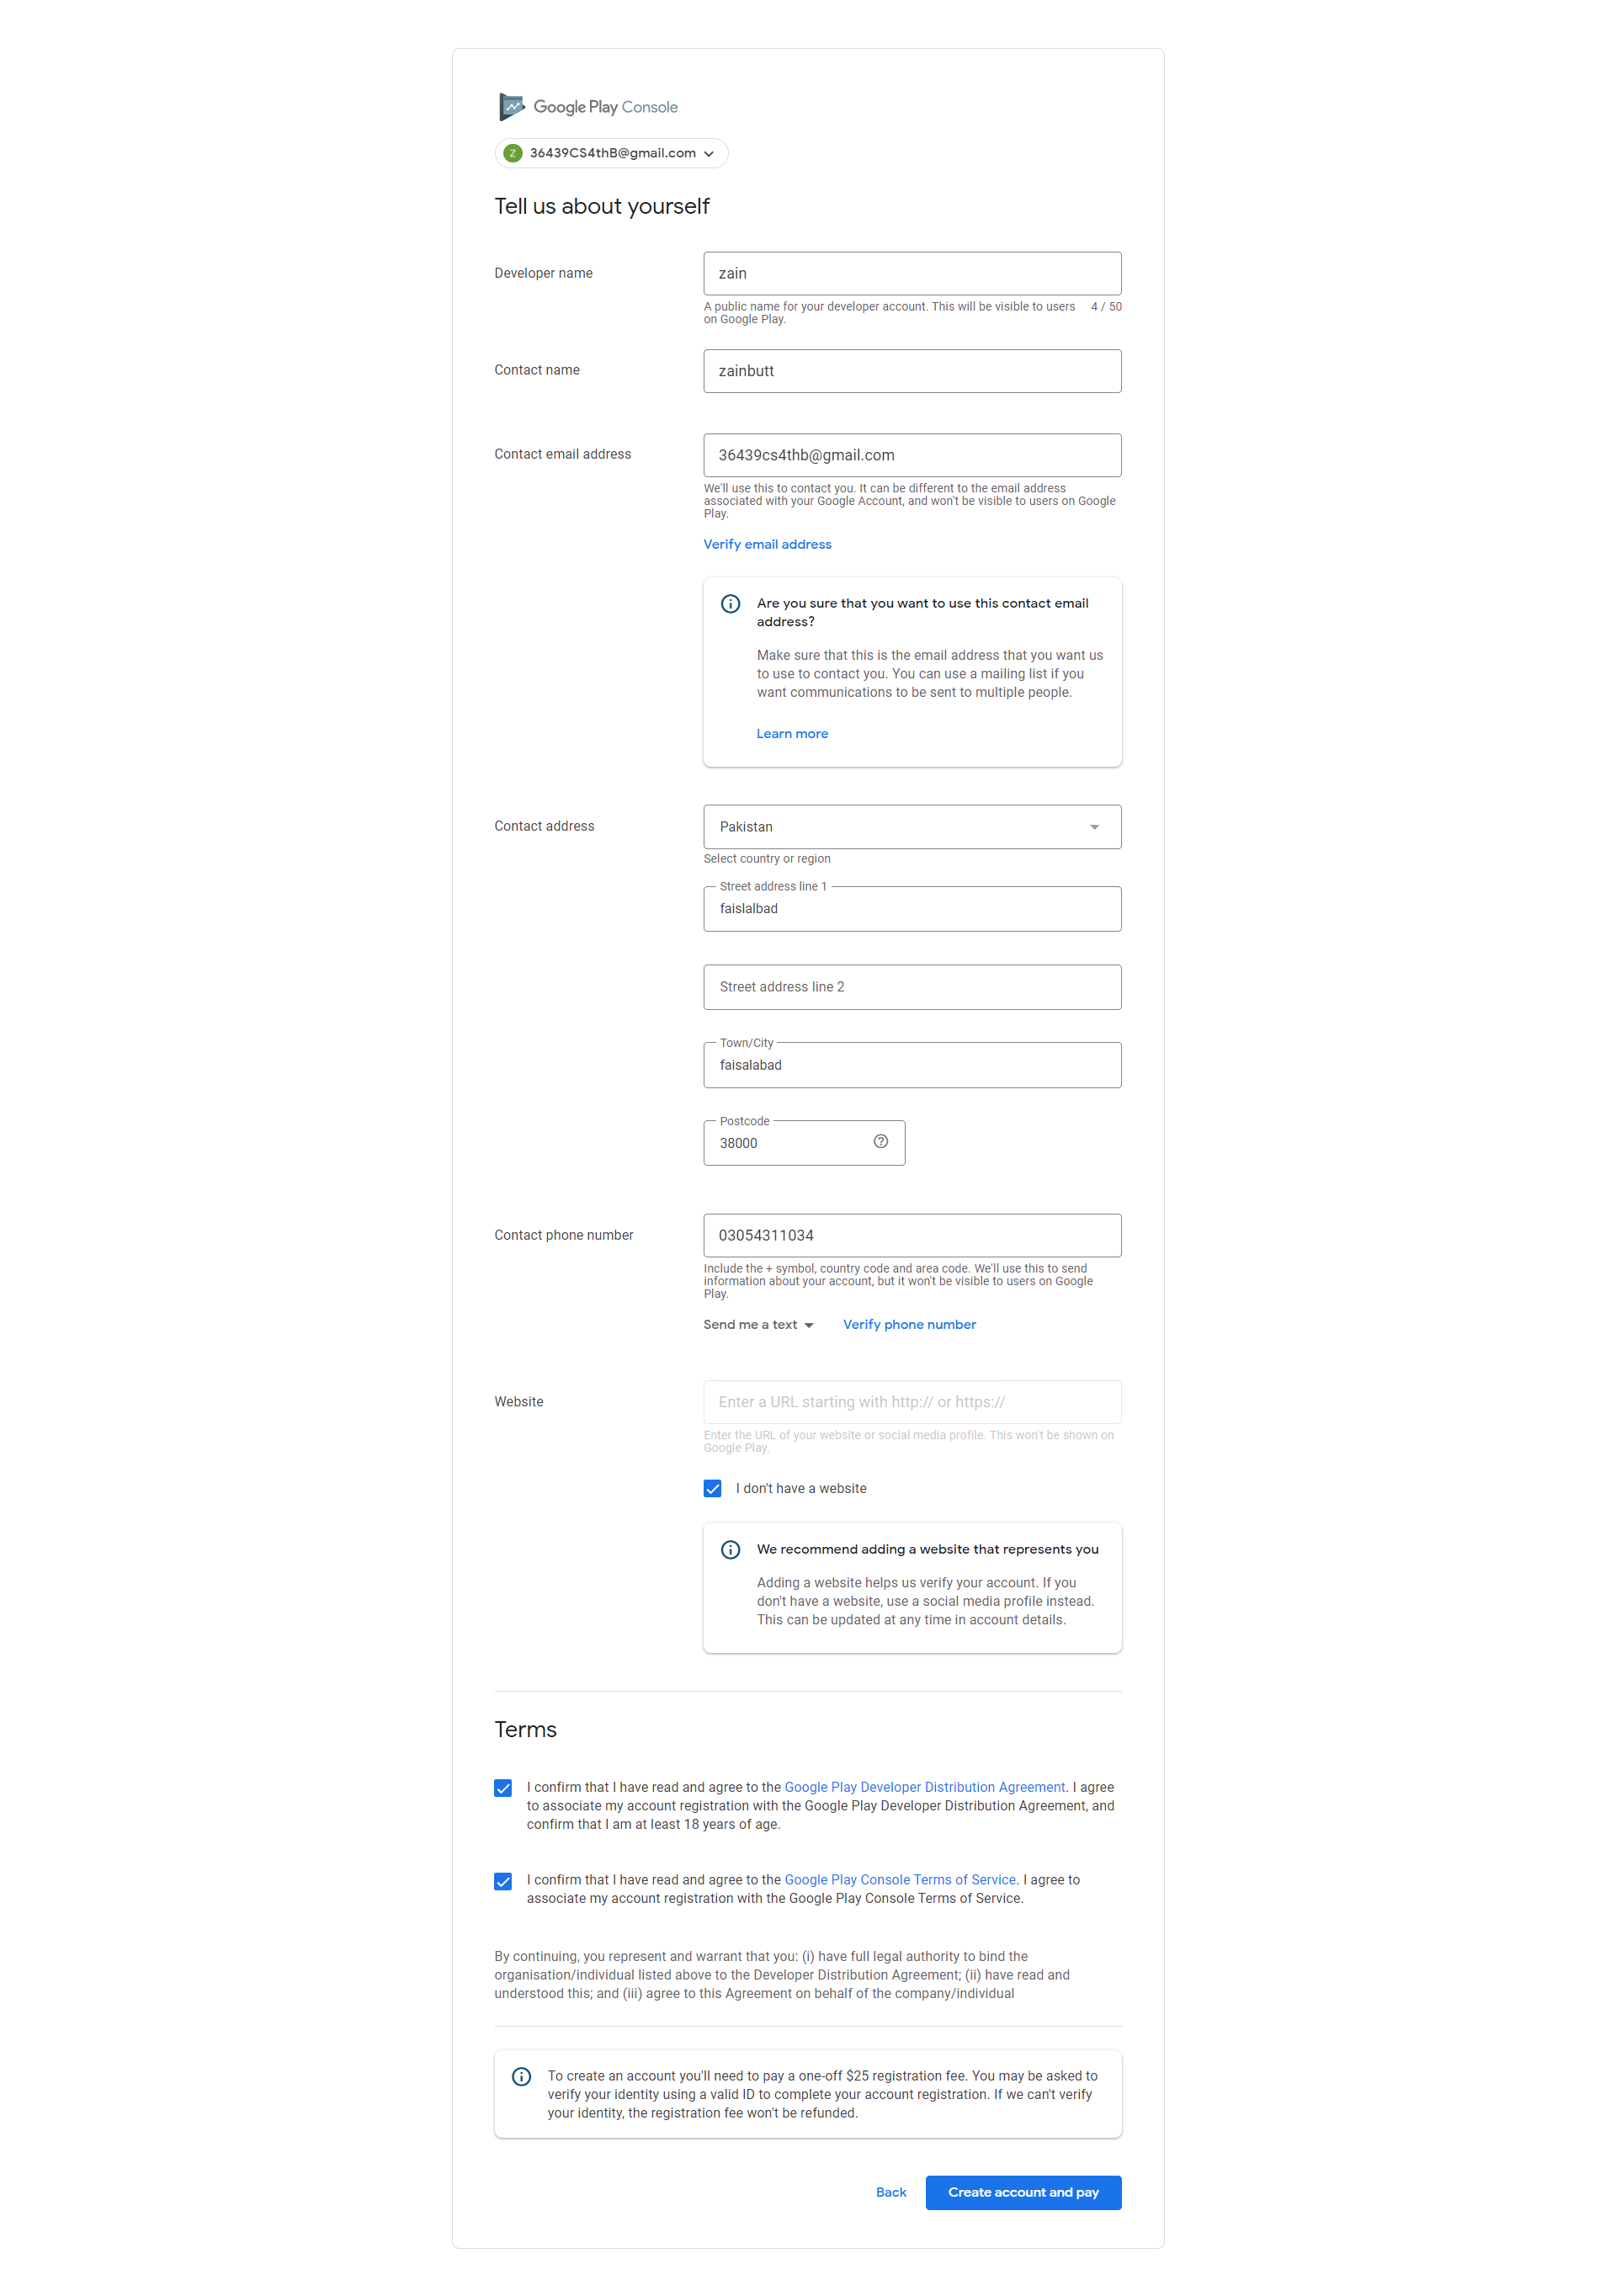 Google Play Console
Z 36439CS4thB@gmail.com
Tell us about yourself
Developer name
zain
A public name for your developer account. This will be visible to users 4 / 50
on Google Play.
Contact name
zainbutt
Contact email address
36439cs4thb@gmail.com
We'll use this to contact you. It can be different to the email address
associated with your Google Account, and won't be visible to users on Google
Play.
Verify email address
Are you sure that you want to use this contact email
address?
Make sure that this is the email address that you want us
to use to contact you. You can use a mailing list if you
want communications to be sent to multiple people.
Learn more
Contact address
Pakistan
Select country or region
Street address line 1
faislalbad
Street address line 2
Town/City
faisalabad
Postcode
38000
Contact phone number
03054311034
Include the + symbol, country code and area code. We'll use this to send
information about your account, but it won't be visible to users on Google
Play.
Send me a text Verify phone number
Website
Enter a URL starting with http:// or https://
Enter the URL of your website or social media profile. This won't be shown on
Google Play.
I don't have a website
We recommend adding a website that represents you
Adding a website helps us verify your account. If you
don't have a website, use a social media profile instead.
This can be updated at any time in account details.
Terms
I confirm that I have read and agree to the Google Play Developer Distribution Agreement. I agree
to associate my account registration with the Google Play Developer Distribution Agreement, and
confirm that I am at least 18 years of age.
I confirm that I have read and agree to the Google Play Console Terms of Service. I agree to
associate my account registration with the Google Play Console Terms of Service.
By continuing, you represent and warrant that you: (i) have full legal authority to bind the
organisation/individual listed above to the Developer Distribution Agreement; (ii) have read and
understood this; and (iii) agree to this Agreement on behalf of the company/individual
To create an account you'll need to pay a one-off $25 registration fee. You may be asked to
verify your identity using a valid ID to complete your account registration. If we can't verify
your identity, the registration fee won't be refunded.
Back Create account and pay